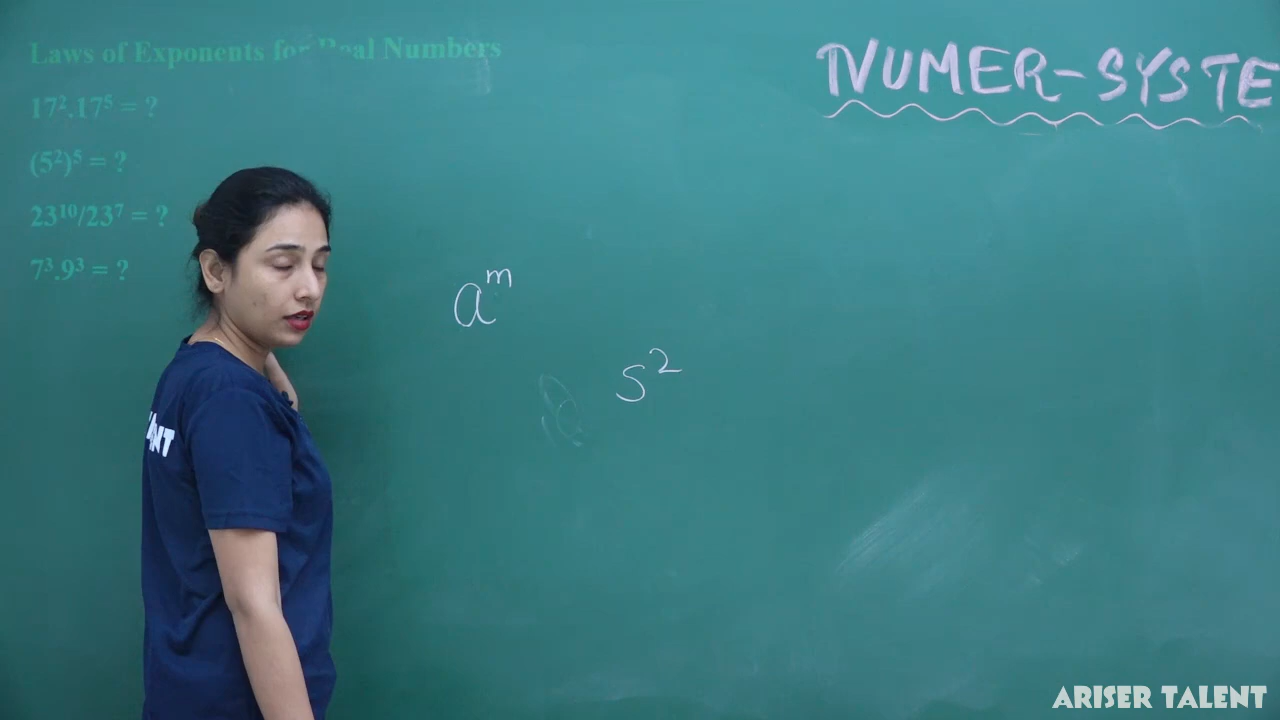 Laws of Exponents for Real Numbers
17².17⁵ = ?
(5²)⁵ = ?
23¹⁰/23⁷ = ?
7³.9³ = ?
NUMER-SYSTE
aᵐ
5²
ARISER TALENT